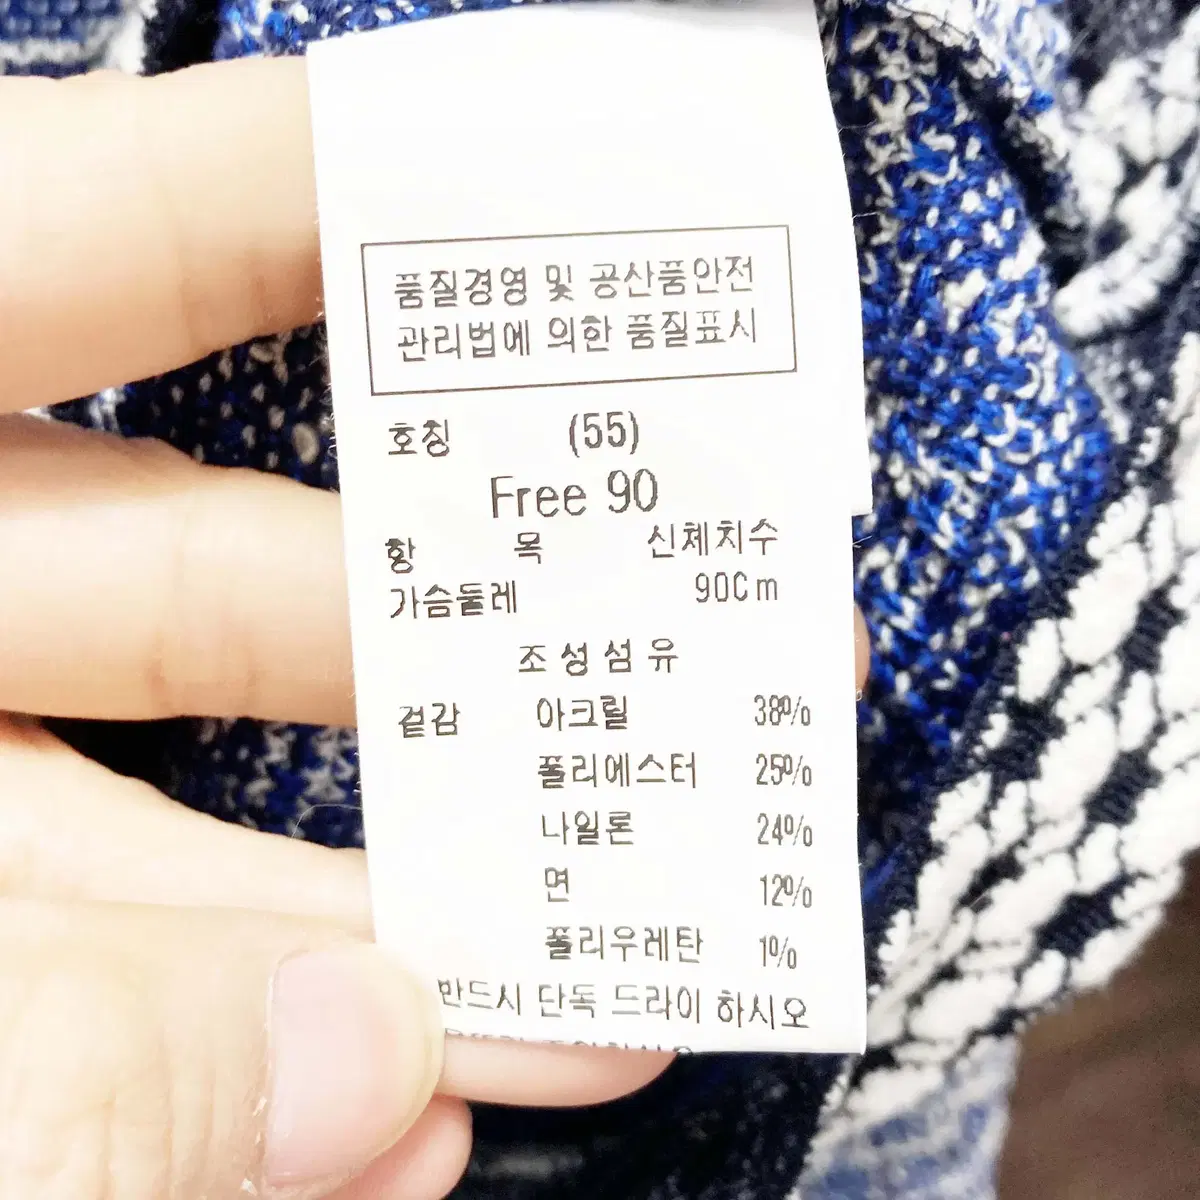 품질경영 및 공산품안전
관리법에 의한 품질표시
호칭 (55)
Free 90
항 목 신체치수
가슴둘레 90Cm
조성섬유
겉감 아크릴 38%
폴리에스터 25%
나일론 24%
면 12%
폴리우레탄 1%
반드시 단독 드라이 하시오